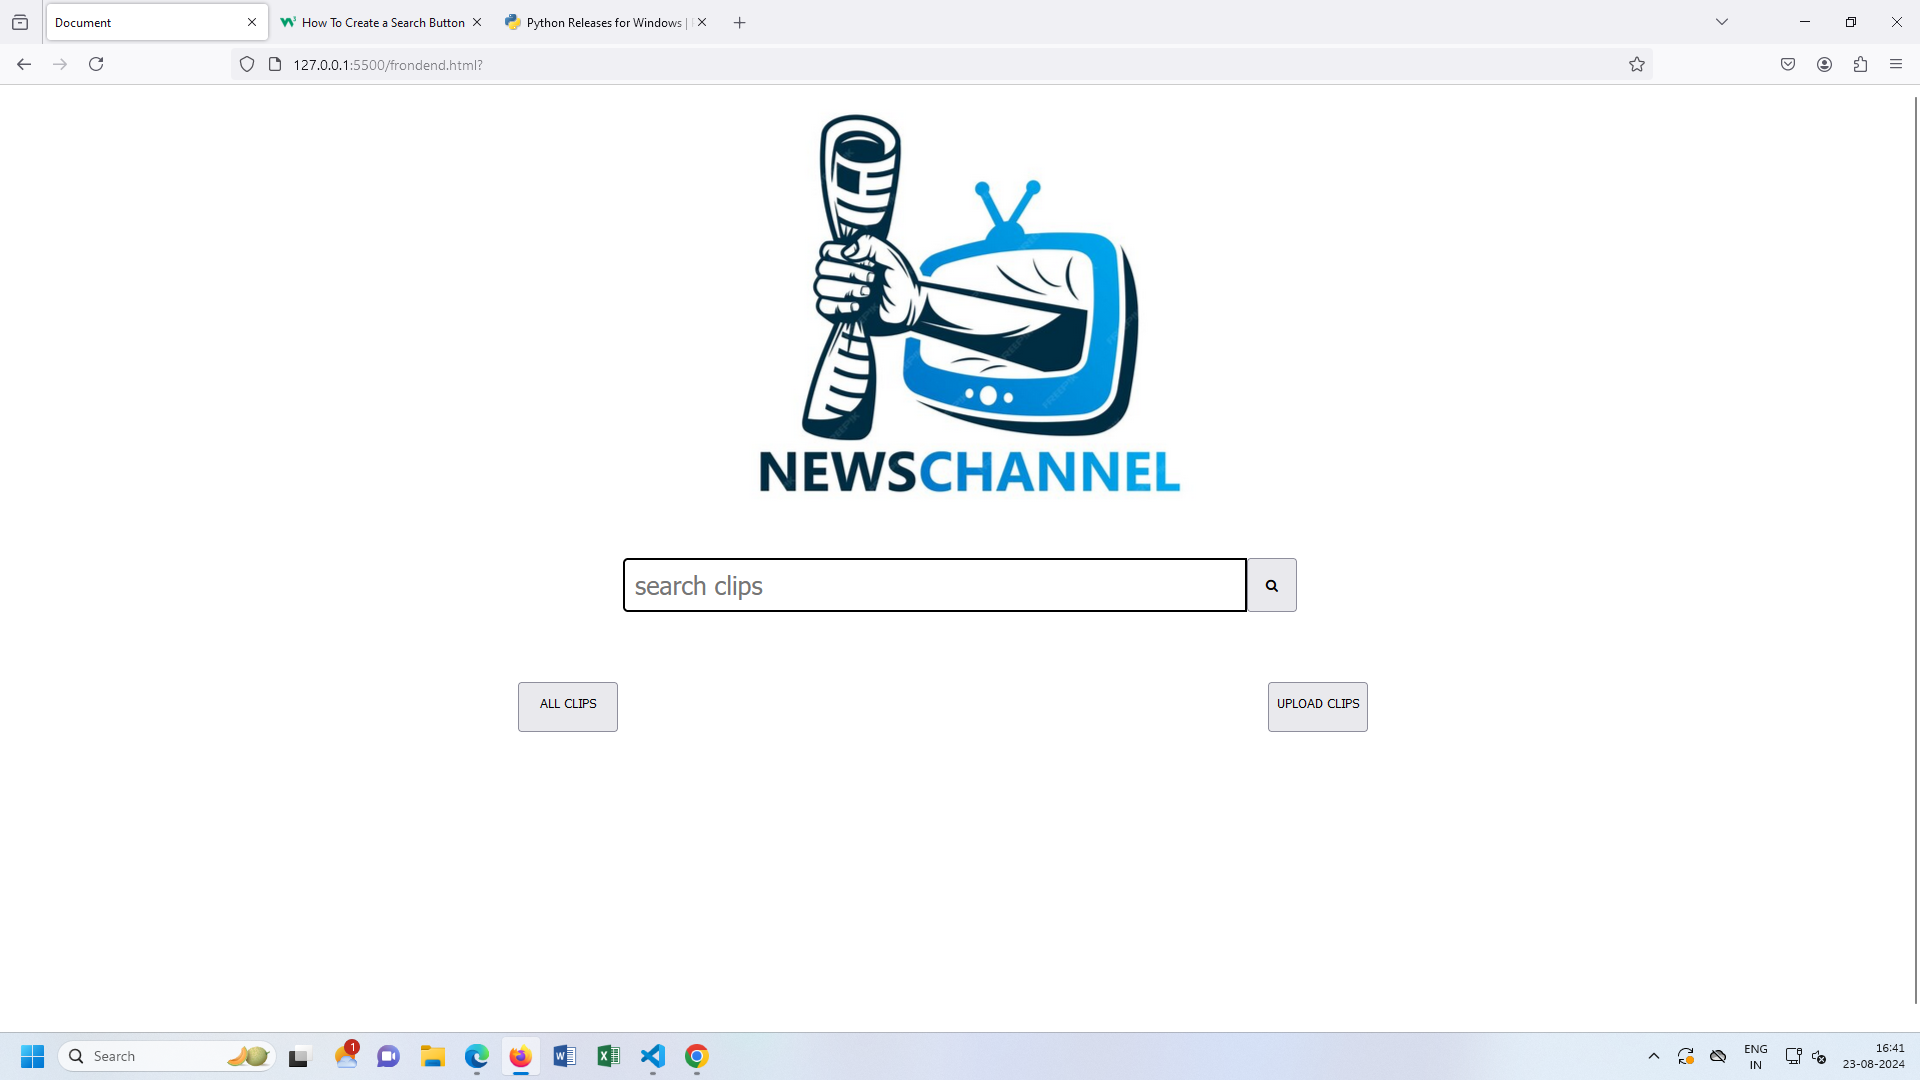 Document
How To Create a Search Button
Python Releases for Windows |
127.0.0.1:5500/frondend.html?
NEWSCHANNEL
search clips
ALL CLIPS
UPLOAD CLIPS
Search
1
ENG
IN
16:41
23-08-2024